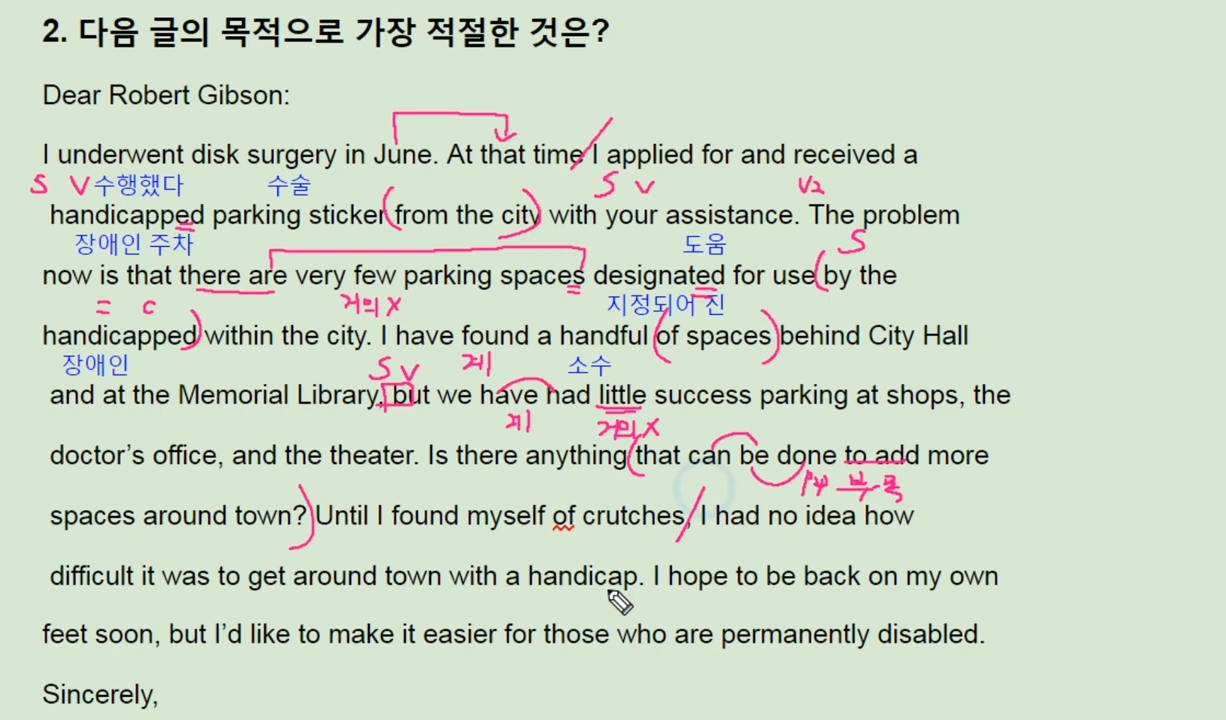 2. 다음 글의 목적으로 가장 적절한 것은?
Dear Robert Gibson:
I underwent disk surgery in June. At that time I applied for and received a
S V 수행했다 수술 S V V2
handicapped parking sticker from the city with your assistance. The problem
장애인 주차 도움 S
now is that there are very few parking spaces designated for use by the
= c 거의 X 지정되어 진
handicapped within the city. I have found a handful of spaces behind City Hall
장애인 S V 계 소수
and at the Memorial Library, but we have had little success parking at shops, the
계 거의 X
doctor's office, and the theater. Is there anything that can be done to add more
PP 부·목
spaces around town? Until I found myself of crutches, I had no idea how
difficult it was to get around town with a handicap. I hope to be back on my own
feet soon, but I'd like to make it easier for those who are permanently disabled.
Sincerely,